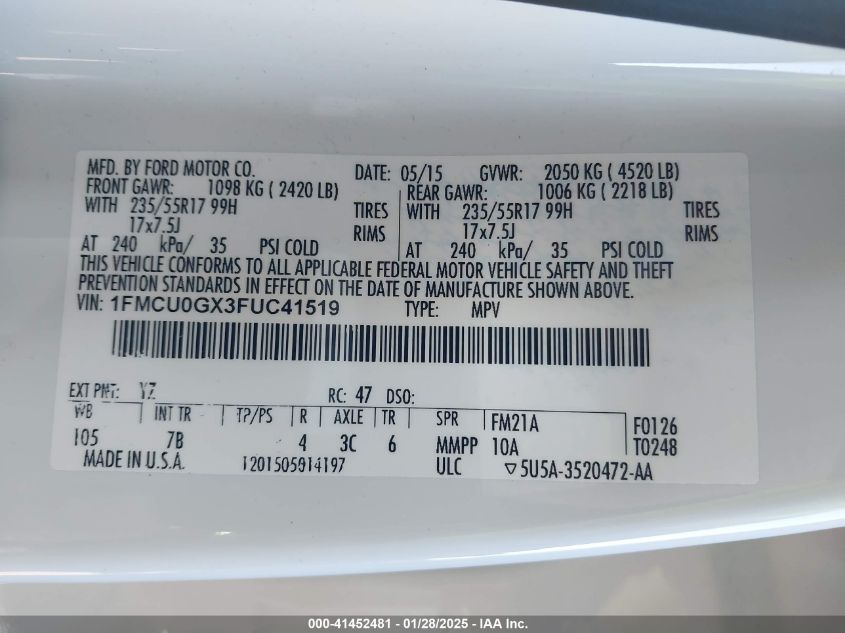 MFD. BY FORD MOTOR CO. DATE: 05/15 GVWR: 2050 KG ( 4520 LB)
FRONT GAWR: 1098 KG ( 2420 LB) REAR GAWR: 1006 KG ( 2218 LB)
WITH 235/55R17 99H TIRES WITH 235/55R17 99H TIRES
17x7.5J RIMS 17x7.5J RIMS
AT 240 kPa/ 35 PSI COLD AT 240 kPa/ 35 PSI COLD
THIS VEHICLE CONFORMS TO ALL APPLICABLE FEDERAL MOTOR VEHICLE SAFETY AND THEFT
PREVENTION STANDARDS IN EFFECT ON THE DATE OF MANUFACTURE SHOWN ABOVE.
VIN: 1FMCU0GX3FUC41519 TYPE: MPV
EXT PNT: YZ RC: 47 DSO:
WB INT TR TP/PS R AXLE TR SPR FM21A F0126
105 7B 4 3C 6 MMPP 10A T0248
MADE IN U.S.A. 1201505014197 ULC ▽5U5A-3520472-AA
000-41452481 - 01/28/2025 - IAA Inc.